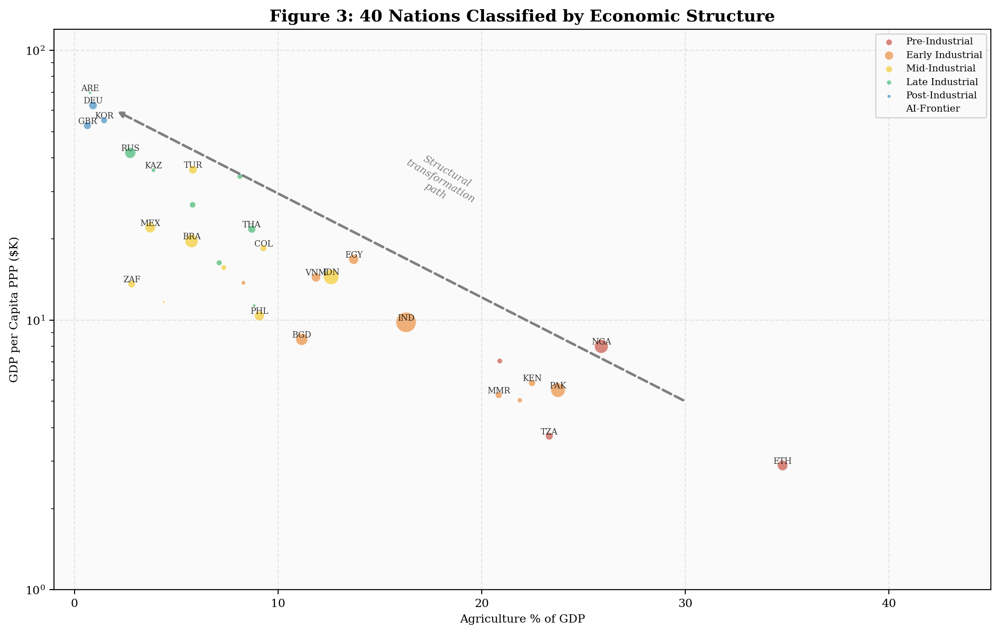 Figure 3: 40 Nations Classified by Economic Structure
10²
10¹
10⁰
GDP per Capita PPP ($K)
0
10
20
30
40
Agriculture % of GDP
Pre-Industrial
Early Industrial
Mid-Industrial
Late Industrial
Post-Industrial
AI-Frontier
Structural
transformation
path
ARE
DEU
KOR
GBR
RUS
KAZ
TUR
MEX
BRA
THA
COL
EGY
VNM
IDN
ZAF
PHL
IND
BGD
NGA
KEN
PAK
MMR
TZA
ETH